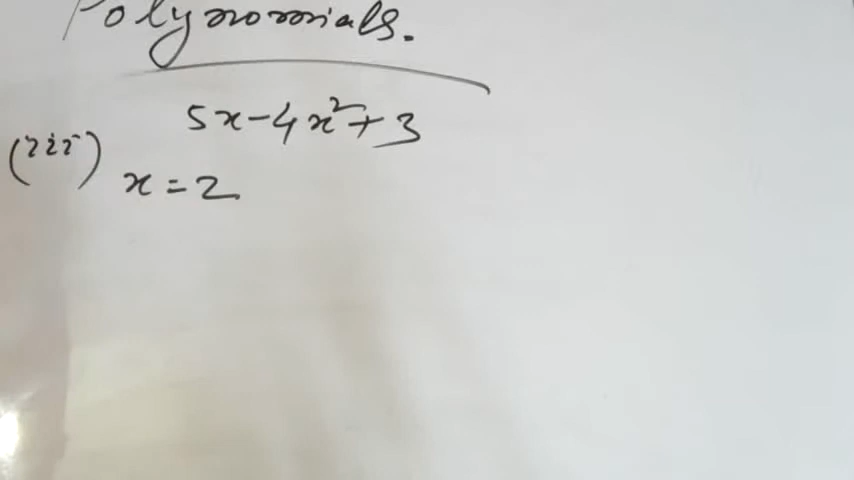 Polynomials.
5x-4x²+3
(iii)
x=2